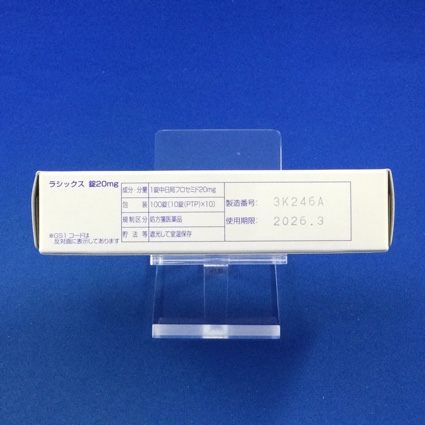 ラシックス 錠20mg
成分・分量 1錠中日局フロセミド20mg
包 装 100錠[10錠(PTP)×10]
規制区分 処方箋医薬品
貯 法 等 遮光して室温保存
製造番号: 3K246A
使用期限: 2026.3
※GS1コードは
反対面に表示してあります